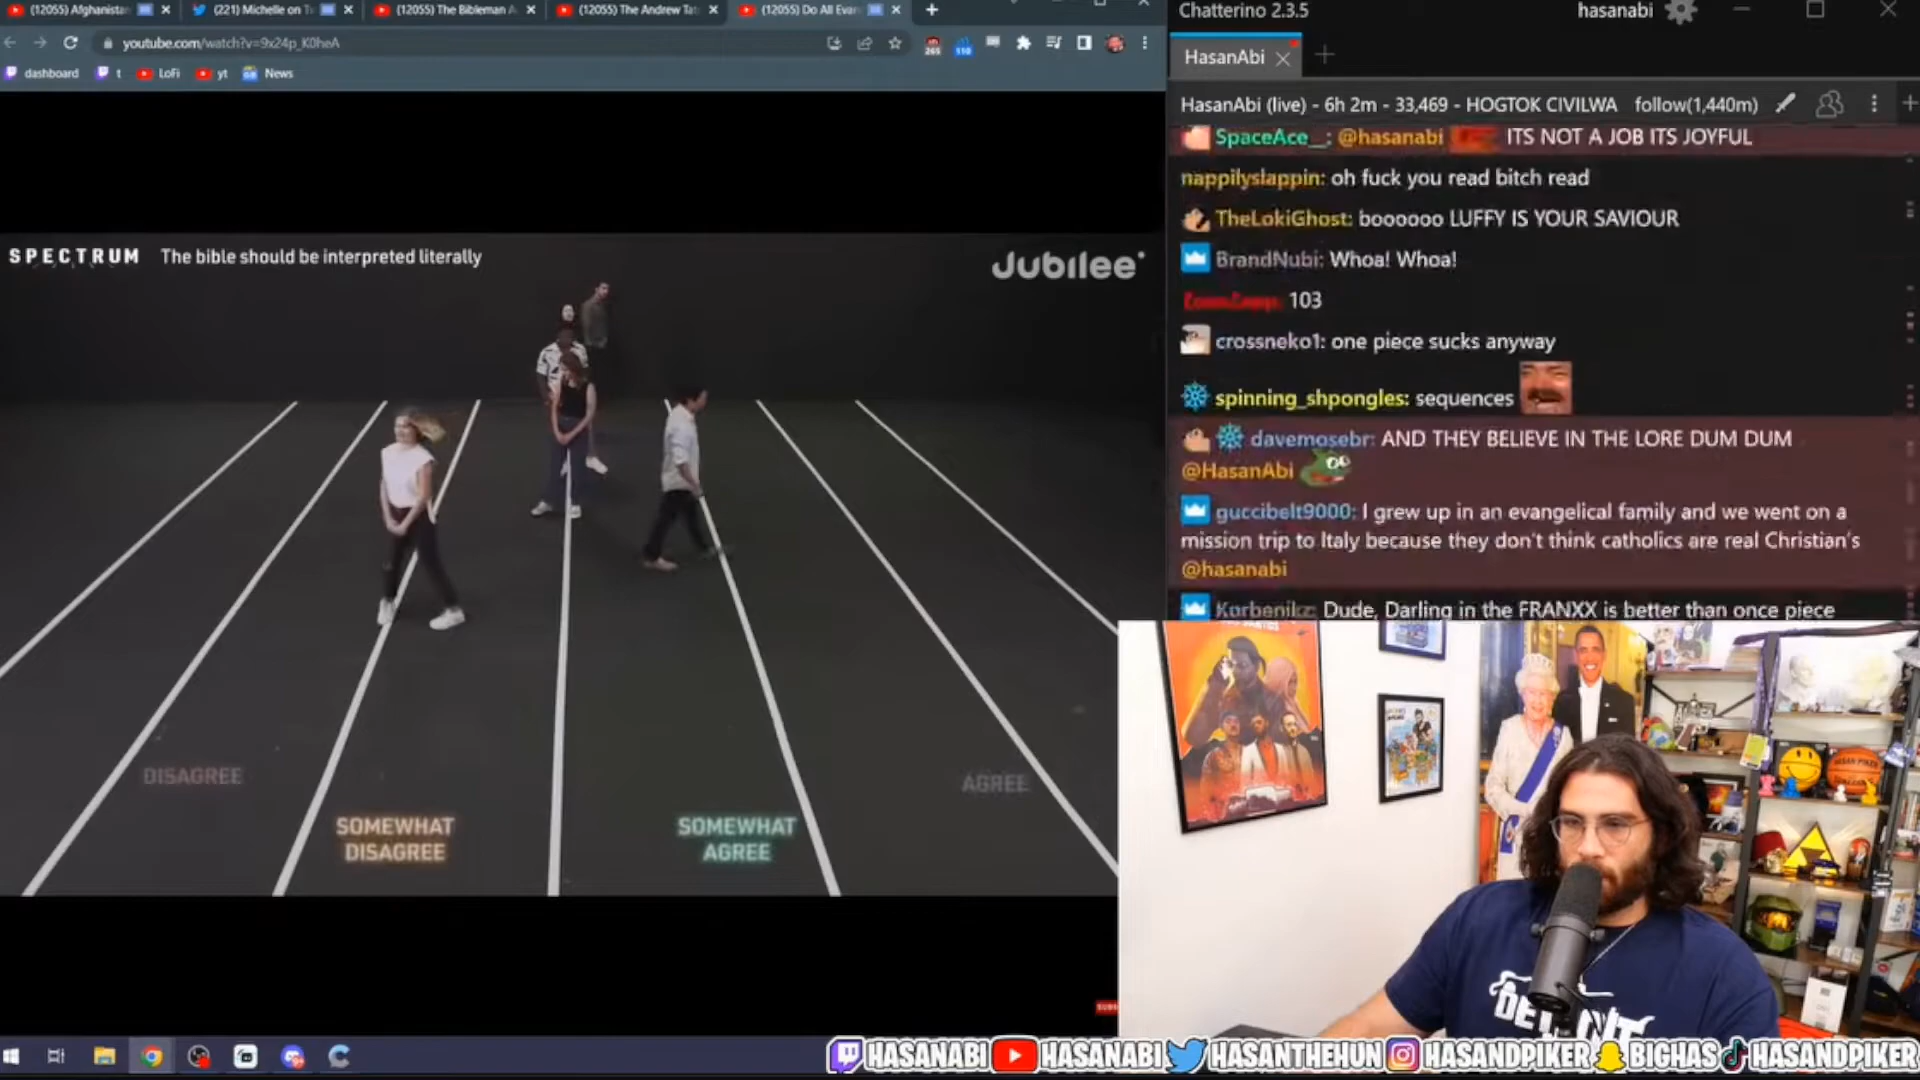 (12055) Afghanistan
(221) Michelle on T
(12055) The Bibleman A
(12055) The Andrew Tat
(12055) Do All Evan
youtube.com/watch?v=9x24p_K0heA
265
110
dashboard
t
LoFi
yt
News
SPECTRUM
The bible should be interpreted literally
Jubilee
DISAGREE
SOMEWHAT
DISAGREE
SOMEWHAT
AGREE
AGREE
Chatterino 2.3.5
hasanabi
HasanAbi
HasanAbi (live) - 6h 2m - 33,469 - HOGTOK CIVILWA follow(1,440m)
SpaceAce__: @hasanabi ITS NOT A JOB ITS JOYFUL
nappilyslappin: oh fuck you read bitch read
TheLokiGhost: boooooo LUFFY IS YOUR SAVIOUR
BrandNubi: Whoa! Whoa!
103
crossneko1: one piece sucks anyway
spinning_shpongles: sequences
davemosebr: AND THEY BELIEVE IN THE LORE DUM DUM
@HasanAbi
guccibelt9000: I grew up in an evangelical family and we went on a
mission trip to Italy because they don't think catholics are real Christian's
@hasanabi
Korbenikz: Dude, Darling in the FRANXX is better than once piece
HASANABI HASANABI HASANTHEHUN HASANDPIKER BIGHAS HASANDPIKER